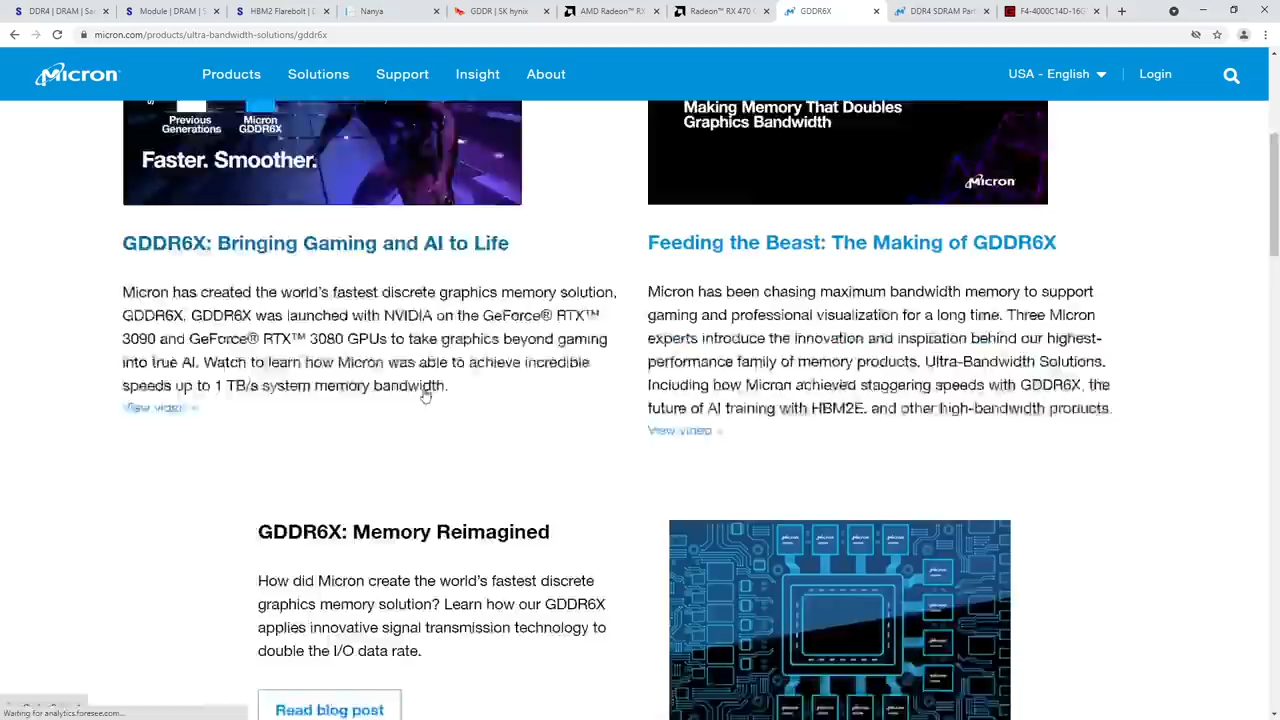 DDR4 | DRAM | Sam
Module | DRAM | S
HBM2 Flarebolt | D
Nanya
GDDR | SK hynix
AMD Radeon™ R
Radeon™ RX 470
GDDR6X
DDR4 SDRAM Part
F4-4000C14D-16G
micron.com/products/ultra-bandwidth-solutions/gddr6x
Micron
Products
Solutions
Support
Insight
About
USA - English
Login
Previous
Generations
Micron
GDDR6X
Faster. Smoother.
Making Memory That Doubles
Graphics Bandwidth
Micron
GDDR6X: Bringing Gaming and AI to Life
Micron has created the world's fastest discrete graphics memory solution,
GDDR6X. GDDR6X was launched with NVIDIA on the GeForce® RTX™
3090 and GeForce® RTX™ 3080 GPUs to take graphics beyond gaming
into true AI. Watch to learn how Micron was able to achieve incredible
speeds up to 1 TB/s system memory bandwidth.
View video
Feeding the Beast: The Making of GDDR6X
Micron has been chasing maximum bandwidth memory to support
gaming and professional visualization for a long time. Three Micron
experts introduce the innovation and inspiration behind our highest-
performance family of memory products, Ultra-Bandwidth Solutions.
Including how Micron achieved staggering speeds with GDDR6X, the
future of AI training with HBM2E, and other high-bandwidth products.
View video
GDDR6X: Memory Reimagined
How did Micron create the world's fastest discrete
graphics memory solution? Learn how our GDDR6X
innovative signal transmission technology to
double the I/O data rate.
d blog post
Waiting for analytics.foresee.com...